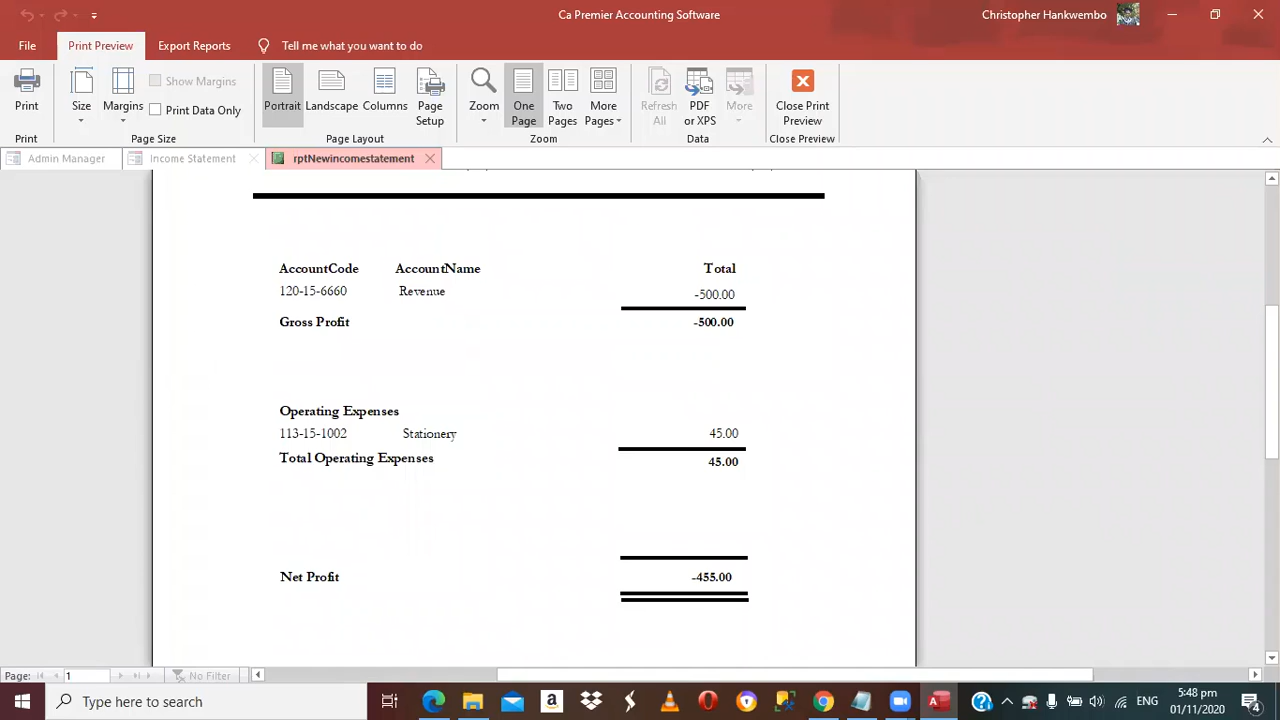 Ca Premier Accounting Software
Christopher Hankwembo
File
Print Preview
Export Reports
Tell me what you want to do
Print
Size
Margins
Show Margins
Print Data Only
Portrait
Landscape
Columns
Page Setup
Zoom
One Page
Two Pages
More Pages
Refresh All
PDF or XPS
More
Close Print Preview
Print
Page Size
Page Layout
Zoom
Data
Close Preview
Admin Manager
Income Statement
rptNewincomestatement
AccountCode AccountName Total
120-15-6660 Revenue -500.00
Gross Profit -500.00
Operating Expenses
113-15-1002 Stationery 45.00
Total Operating Expenses 45.00
Net Profit -455.00
Page: 1 No Filter
Type here to search
ENG
5:48 pm
01/11/2020
4